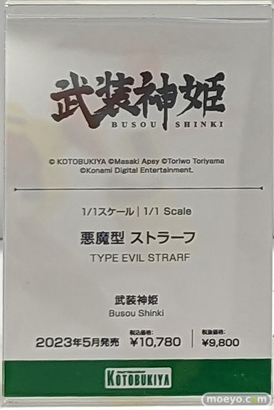 武装神姫
BUSOU SHINKI
© KOTOBUKIYA ©Masaki Apsy ©Toriwo Toriyama
©Konami Digital Entertainment.
1/1スケール | 1/1 Scale
悪魔型 ストラーフ
TYPE EVIL STRARF
武装神姫
Busou Shinki
2023年5月発売 税込価格: ¥10,780 税抜価格: ¥9,800
KOTOBUKIYA
moeyo.com